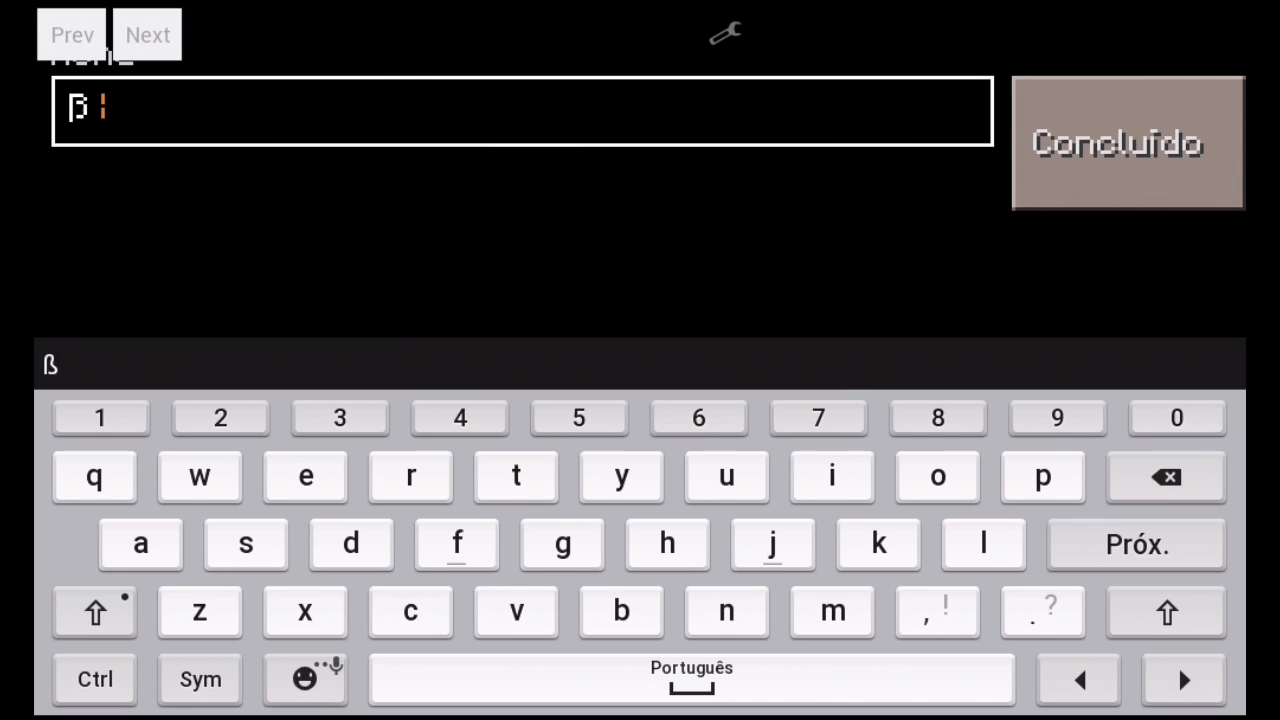 Prev Next
ß
Concluído
ß
1 2 3 4 5 6 7 8 9 0
q w e r t y u i o p
a s d f g h j k l Próx.
z x c v b n m , ! . ?
Ctrl Sym Português